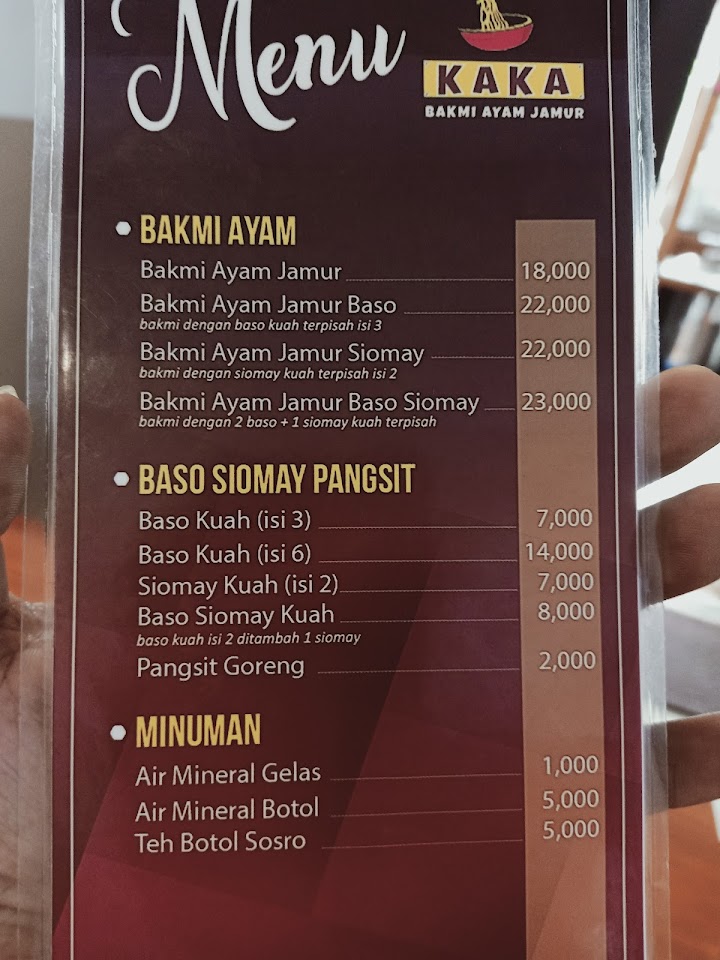 Menu
KAKA
BAKMI AYAM JAMUR
BAKMI AYAM
Bakmi Ayam Jamur 18,000
Bakmi Ayam Jamur Baso 22,000
bakmi dengan baso kuah terpisah isi 3
Bakmi Ayam Jamur Siomay 22,000
bakmi dengan siomay kuah terpisah isi 2
Bakmi Ayam Jamur Baso Siomay 23,000
bakmi dengan 2 baso + 1 siomay kuah terpisah
BASO SIOMAY PANGSIT
Baso Kuah (isi 3) 7,000
Baso Kuah (isi 6) 14,000
Siomay Kuah (isi 2) 7,000
Baso Siomay Kuah 8,000
baso kuah isi 2 ditambah 1 siomay
Pangsit Goreng 2,000
MINUMAN
Air Mineral Gelas 1,000
Air Mineral Botol 5,000
Teh Botol Sosro 5,000